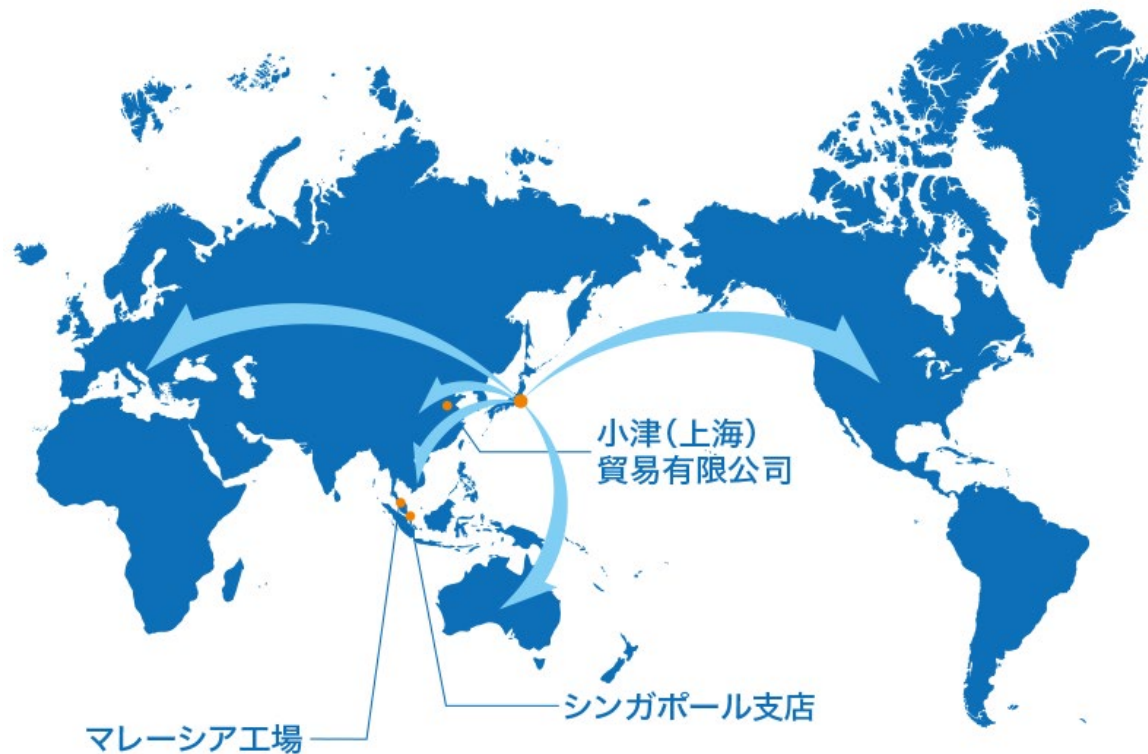 小津（上海）
貿易有限公司
シンガポール支店
マレーシア工場